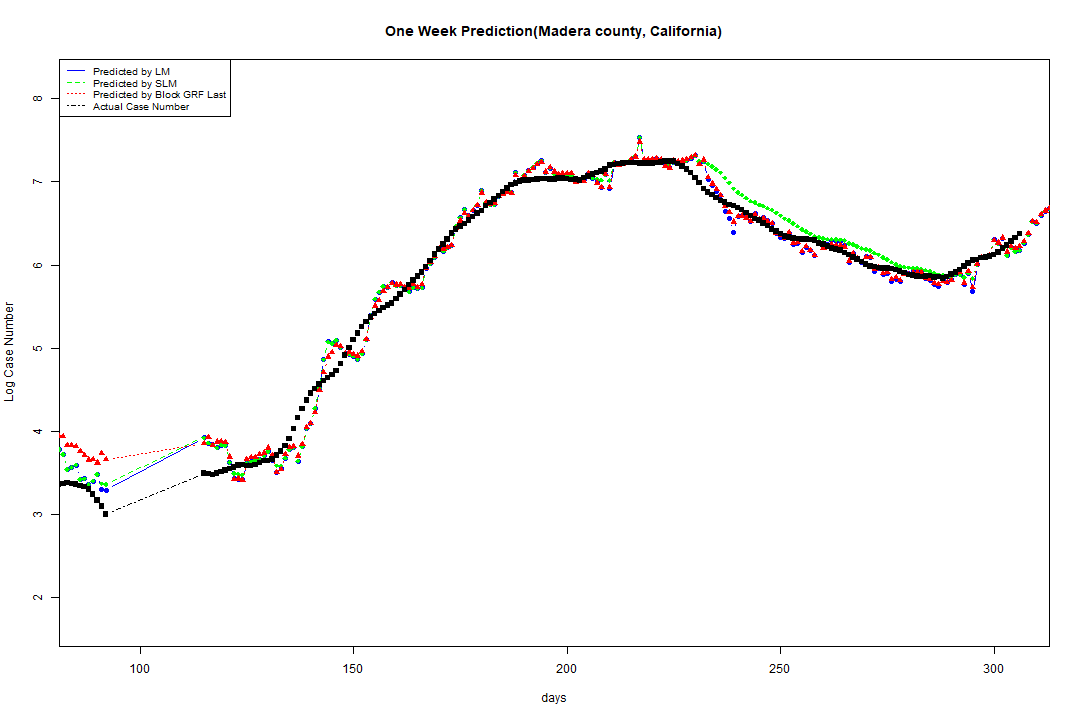 One Week Prediction(Madera county, California)
Predicted by LM
Predicted by SLM
Predicted by Block GRF Last
Actual Case Number
8
7
6
5
4
3
2
Log Case Number
100
150
200
250
300
days